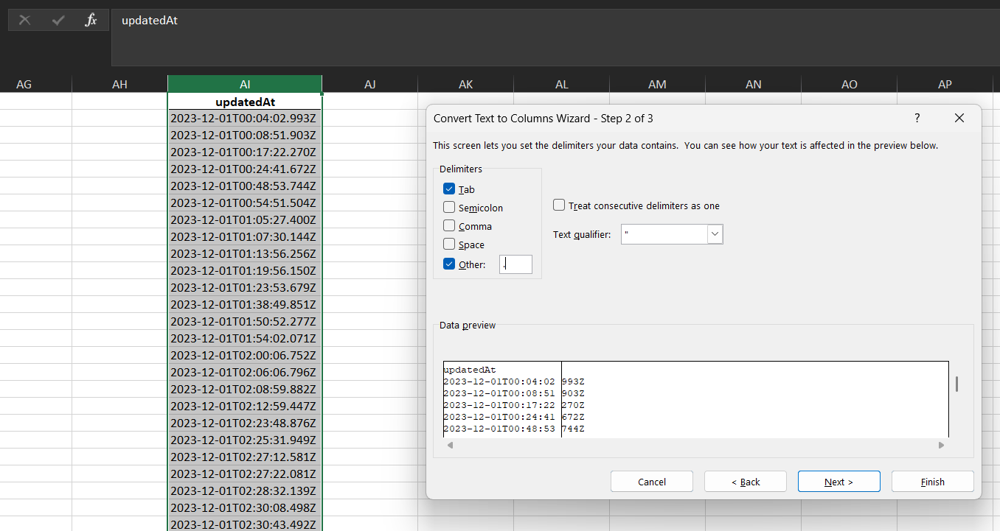 fx updatedAt
AG AH AI AJ AK AL AM AN AO AP
updatedAt
2023-12-01T00:04:02.993Z
2023-12-01T00:08:51.903Z
2023-12-01T00:17:22.270Z
2023-12-01T00:24:41.672Z
2023-12-01T00:48:53.744Z
2023-12-01T00:54:51.504Z
2023-12-01T01:05:27.400Z
2023-12-01T01:07:30.144Z
2023-12-01T01:13:56.256Z
2023-12-01T01:19:56.150Z
2023-12-01T01:23:53.679Z
2023-12-01T01:38:49.851Z
2023-12-01T01:50:52.277Z
2023-12-01T01:54:02.071Z
2023-12-01T02:00:06.752Z
2023-12-01T02:06:06.796Z
2023-12-01T02:08:59.882Z
2023-12-01T02:12:59.447Z
2023-12-01T02:23:48.876Z
2023-12-01T02:25:31.949Z
2023-12-01T02:27:12.581Z
2023-12-01T02:27:22.081Z
2023-12-01T02:28:32.139Z
2023-12-01T02:30:08.498Z
2023-12-01T02:30:43.492Z
Convert Text to Columns Wizard - Step 2 of 3 ?
This screen lets you set the delimiters your data contains. You can see how your text is affected in the preview below.
Delimiters
Tab
Semicolon
Comma
Space
Other: .
Treat consecutive delimiters as one
Text qualifier: "
Data preview
updatedAt
2023-12-01T00:04:02 993Z
2023-12-01T00:08:51 903Z
2023-12-01T00:17:22 270Z
2023-12-01T00:24:41 672Z
2023-12-01T00:48:53 744Z
Cancel < Back Next > Finish